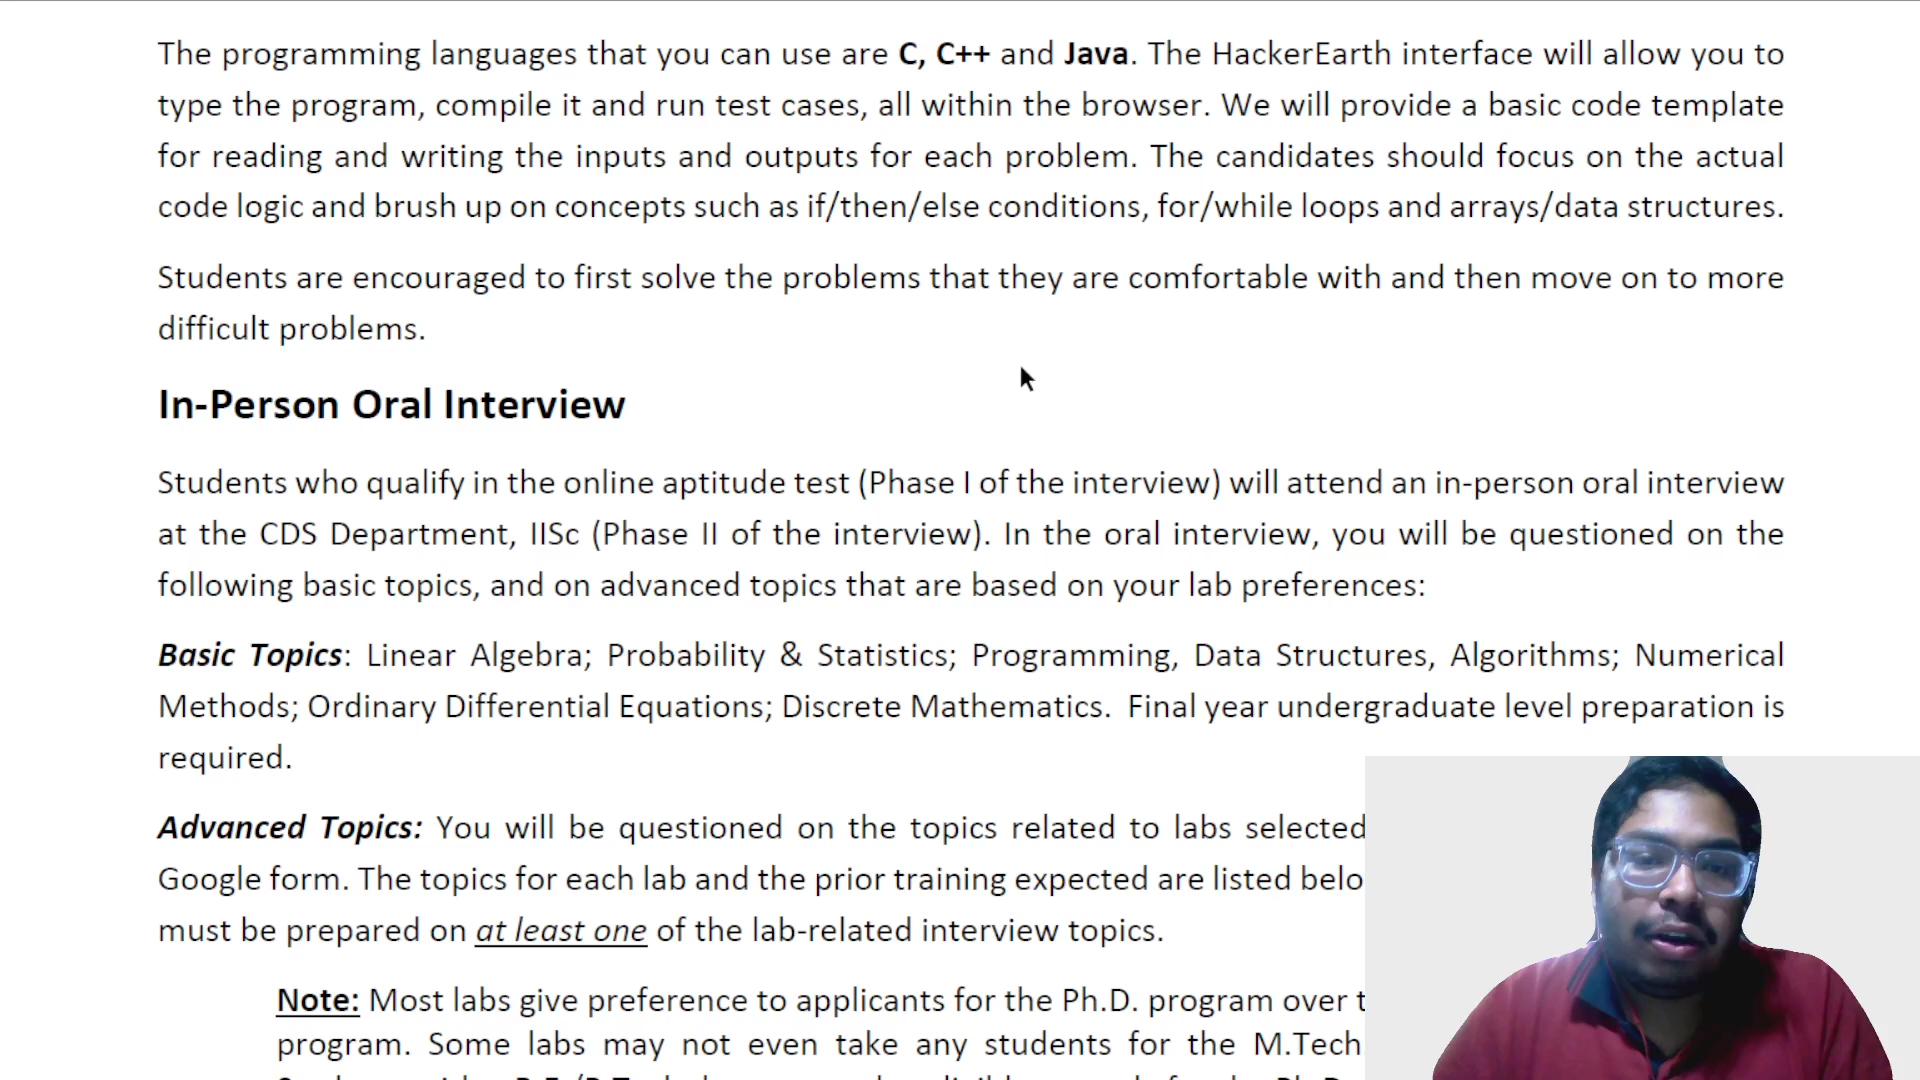 The programming languages that you can use are C, C++ and Java. The HackerEarth interface will allow you to
type the program, compile it and run test cases, all within the browser. We will provide a basic code template
for reading and writing the inputs and outputs for each problem. The candidates should focus on the actual
code logic and brush up on concepts such as if/then/else conditions, for/while loops and arrays/data structures.
Students are encouraged to first solve the problems that they are comfortable with and then move on to more
difficult problems.
In-Person Oral Interview
Students who qualify in the online aptitude test (Phase I of the interview) will attend an in-person oral interview
at the CDS Department, IISc (Phase II of the interview). In the oral interview, you will be questioned on the
following basic topics, and on advanced topics that are based on your lab preferences:
Basic Topics: Linear Algebra; Probability & Statistics; Programming, Data Structures, Algorithms; Numerical
Methods; Ordinary Differential Equations; Discrete Mathematics. Final year undergraduate level preparation is
required.
Advanced Topics: You will be questioned on the topics related to labs selected
Google form. The topics for each lab and the prior training expected are listed belo
must be prepared on at least one of the lab-related interview topics.
Note: Most labs give preference to applicants for the Ph.D. program over t
program. Some labs may not even take any students for the M.Tech.